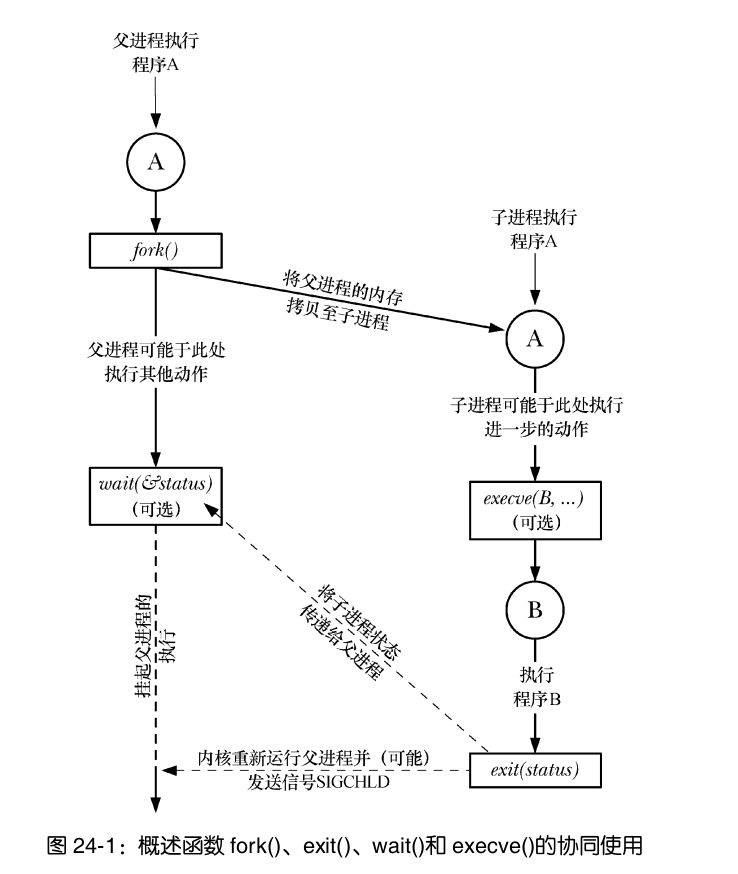 父进程执行
程序A
A
fork()
子进程执行
程序A
将父进程的内存
拷贝至子进程
A
父进程可能于此处
执行其他动作
子进程可能于此处执行
进一步的动作
wait(&status)
(可选)
execve(B, ...)
(可选)
B
将子进程状态
传递给父进程
挂起父进程的
执行
执行
程序B
内核重新运行父进程并（可能）
发送信号SIGCHLD
exit(status)
图 24-1：概述函数 fork()、exit()、wait()和 execve()的协同使用